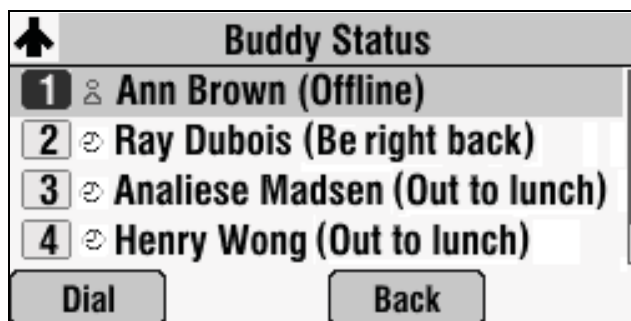 Buddy Status
1 Ann Brown (Offline)
2 Ray Dubois (Be right back)
3 Analiese Madsen (Out to lunch)
4 Henry Wong (Out to lunch)
Dial Back